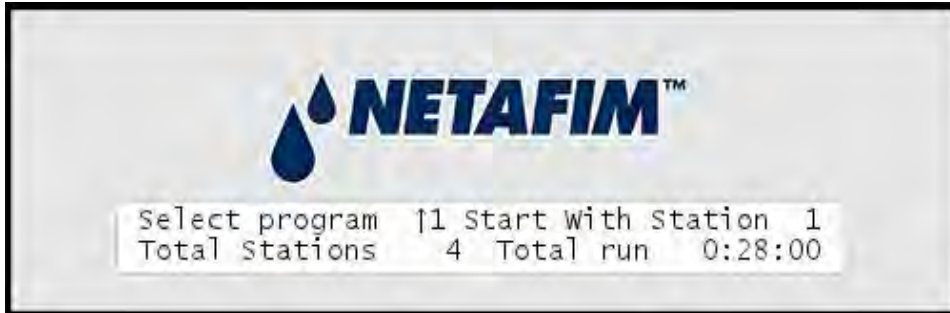 NETAFIM™
Select program ↑1 Start With Station 1
Total Stations 4 Total run 0:28:00